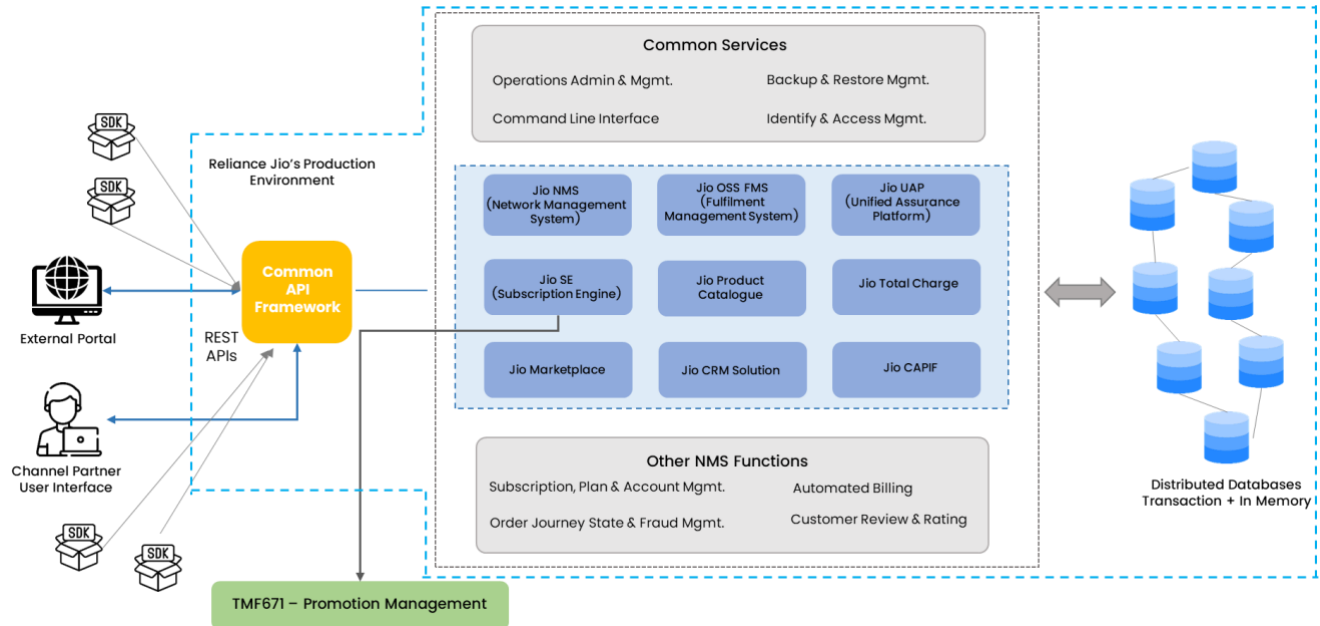 Common Services
Operations Admin & Mgmt.
Backup & Restore Mgmt.
Command Line Interface
Identify & Access Mgmt.
SDK
SDK
Reliance Jio's Production
Environment
Jio NMS
(Network Management
System)
Jio OSS FMS
(Fulfilment
Management System)
Jio UAP
(Unified Assurance
Platform)
Common
API
Framework
Jio SE
(Subscription Engine)
Jio Product
Catalogue
Jio Total Charge
External Portal
REST
APIs
Jio Marketplace
Jio CRM Solution
Jio CAPIF
Channel Partner
User Interface
Other NMS Functions
Subscription, Plan & Account Mgmt.
Automated Billing
Order Journey State & Fraud Mgmt.
Customer Review & Rating
Distributed Databases
Transaction + In Memory
SDK
SDK
TMF671 – Promotion Management